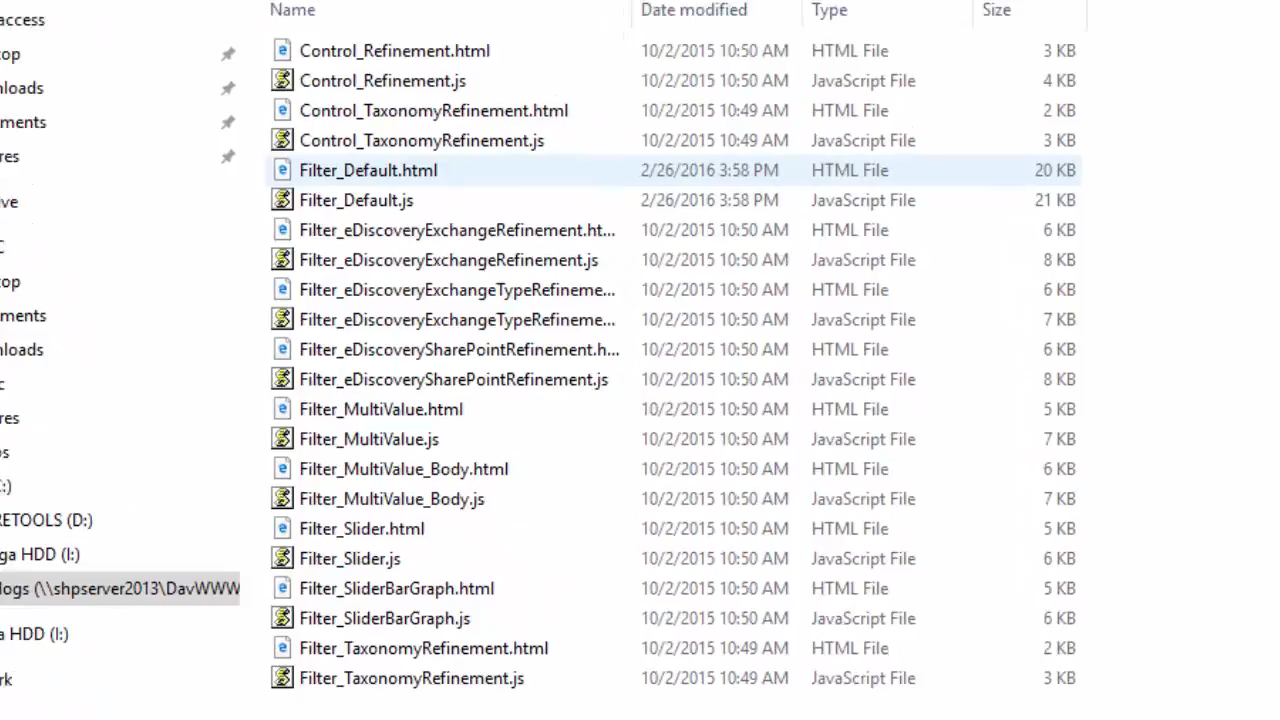 Name Date modified Type Size
access
top
nloads
ments
res
ve
C
top
ments
nloads
c
res
os
C:)
RETOOLS (D:)
ga HDD (I:)
logs (\\shpserver2013\DavWWW
a HDD (I:)
rk
Control_Refinement.html 10/2/2015 10:50 AM HTML File 3 KB
Control_Refinement.js 10/2/2015 10:50 AM JavaScript File 4 KB
Control_TaxonomyRefinement.html 10/2/2015 10:49 AM HTML File 2 KB
Control_TaxonomyRefinement.js 10/2/2015 10:49 AM JavaScript File 3 KB
Filter_Default.html 2/26/2016 3:58 PM HTML File 20 KB
Filter_Default.js 2/26/2016 3:58 PM JavaScript File 21 KB
Filter_eDiscoveryExchangeRefinement.ht... 10/2/2015 10:50 AM HTML File 6 KB
Filter_eDiscoveryExchangeRefinement.js 10/2/2015 10:50 AM JavaScript File 8 KB
Filter_eDiscoveryExchangeTypeRefineme... 10/2/2015 10:50 AM HTML File 6 KB
Filter_eDiscoveryExchangeTypeRefineme... 10/2/2015 10:50 AM JavaScript File 7 KB
Filter_eDiscoverySharePointRefinement.h... 10/2/2015 10:50 AM HTML File 6 KB
Filter_eDiscoverySharePointRefinement.js 10/2/2015 10:50 AM JavaScript File 8 KB
Filter_MultiValue.html 10/2/2015 10:50 AM HTML File 5 KB
Filter_MultiValue.js 10/2/2015 10:50 AM JavaScript File 7 KB
Filter_MultiValue_Body.html 10/2/2015 10:50 AM HTML File 6 KB
Filter_MultiValue_Body.js 10/2/2015 10:50 AM JavaScript File 7 KB
Filter_Slider.html 10/2/2015 10:50 AM HTML File 5 KB
Filter_Slider.js 10/2/2015 10:50 AM JavaScript File 6 KB
Filter_SliderBarGraph.html 10/2/2015 10:50 AM HTML File 5 KB
Filter_SliderBarGraph.js 10/2/2015 10:50 AM JavaScript File 6 KB
Filter_TaxonomyRefinement.html 10/2/2015 10:49 AM HTML File 2 KB
Filter_TaxonomyRefinement.js 10/2/2015 10:49 AM JavaScript File 3 KB